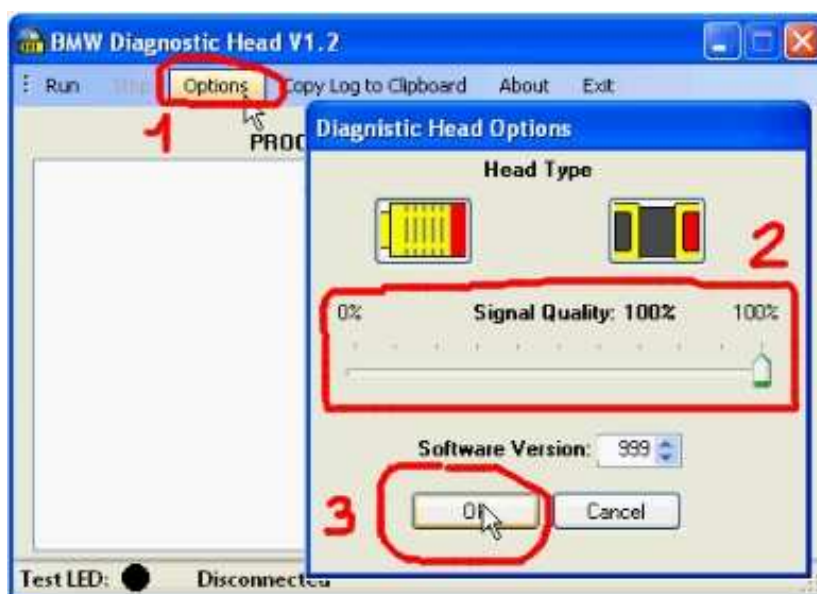 BMW Diagnostic Head V1.2
Run Stop Options Copy Log to Clipboard About Exit
1
Diagnistic Head Options
Head Type
2
0% Signal Quality: 100% 100%
Software Version: 999
3
Cancel
Test LED: Disconnected